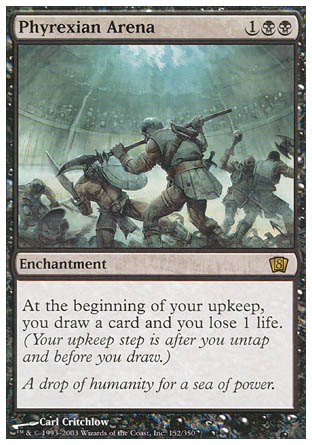 Phyrexian Arena 1
Enchantment 8
At the beginning of your upkeep,
you draw a card and you lose 1 life.
(Your upkeep step is after you untap
and before you draw.)
A drop of humanity for a sea of power.
Carl Critchlow
™ & © 1993–2003 Wizards of the Coast, Inc. 152/350